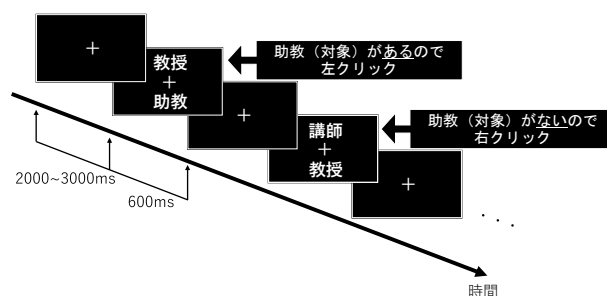 +
教授
+
助教
助教（対象）があるので
左クリック
+
講師
+
教授
助教（対象）がないので
右クリック
+
2000~3000ms
600ms
・・・
時間